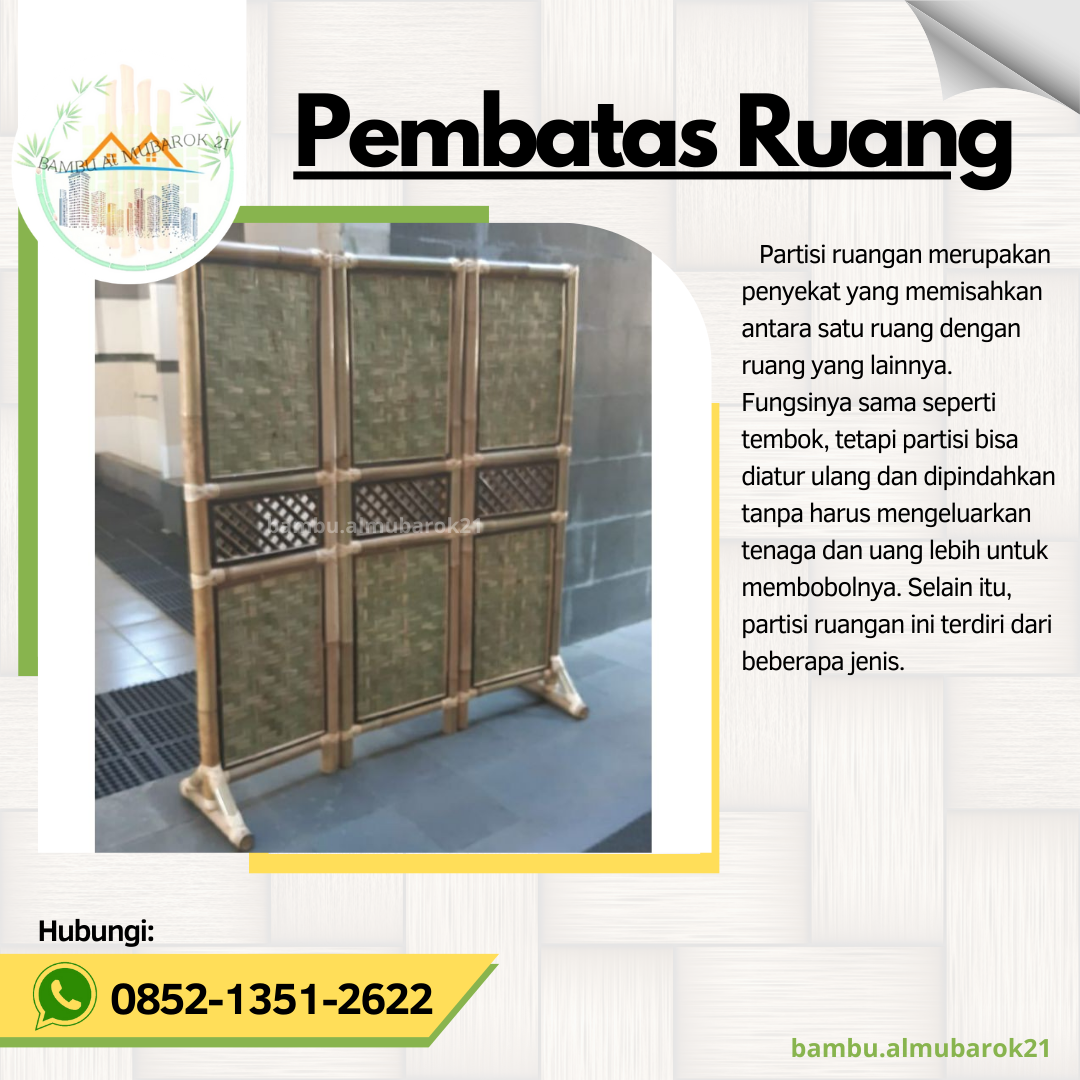 BAMBU AL MUBAROK 21
Pembatas Ruang
Partisi ruangan merupakan
penyekat yang memisahkan
antara satu ruang dengan
ruang yang lainnya.
Fungsinya sama seperti
tembok, tetapi partisi bisa
diatur ulang dan dipindahkan
tanpa harus mengeluarkan
tenaga dan uang lebih untuk
membobolnya. Selain itu,
partisi ruangan ini terdiri dari
beberapa jenis.
bambu.almubarok21
Hubungi:
0852-1351-2622
bambu.almubarok21